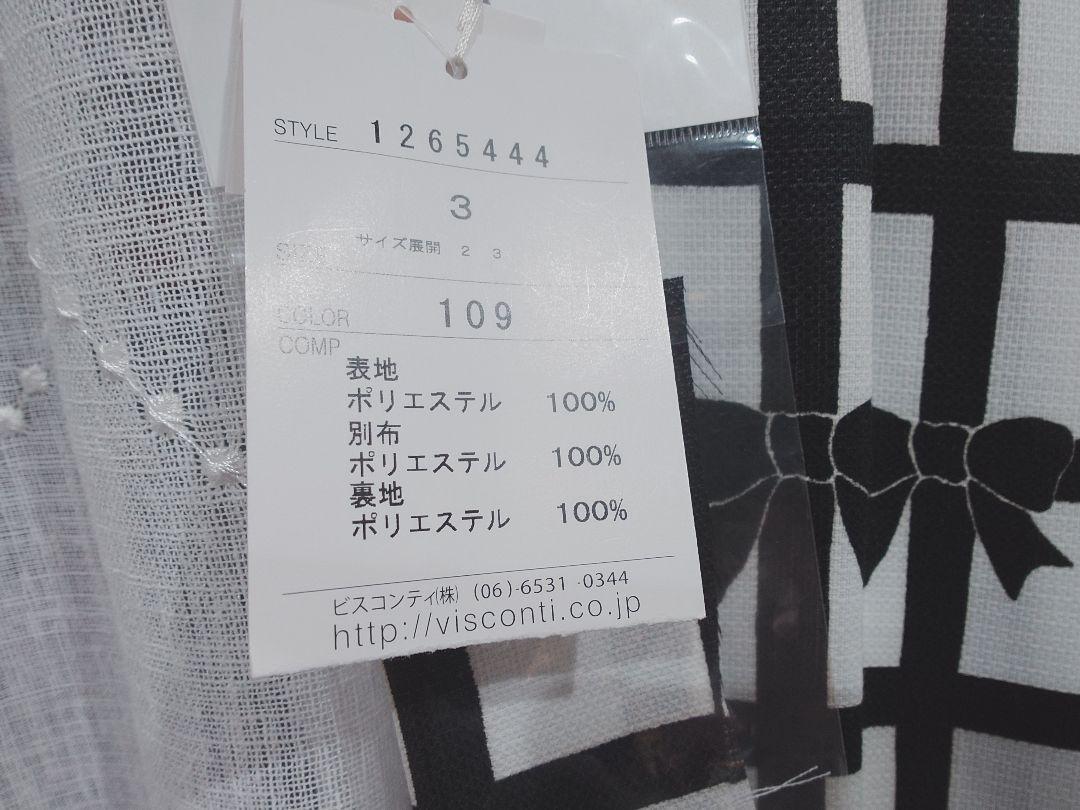 STYLE 1265444
3
サイズ展開 2 3
COLOR 109
COMP
表地
ポリエステル 100%
別布
ポリエステル 100%
裏地
ポリエステル 100%
ビスコンティ(株) (06)-6531-0344
http://visconti.co.jp